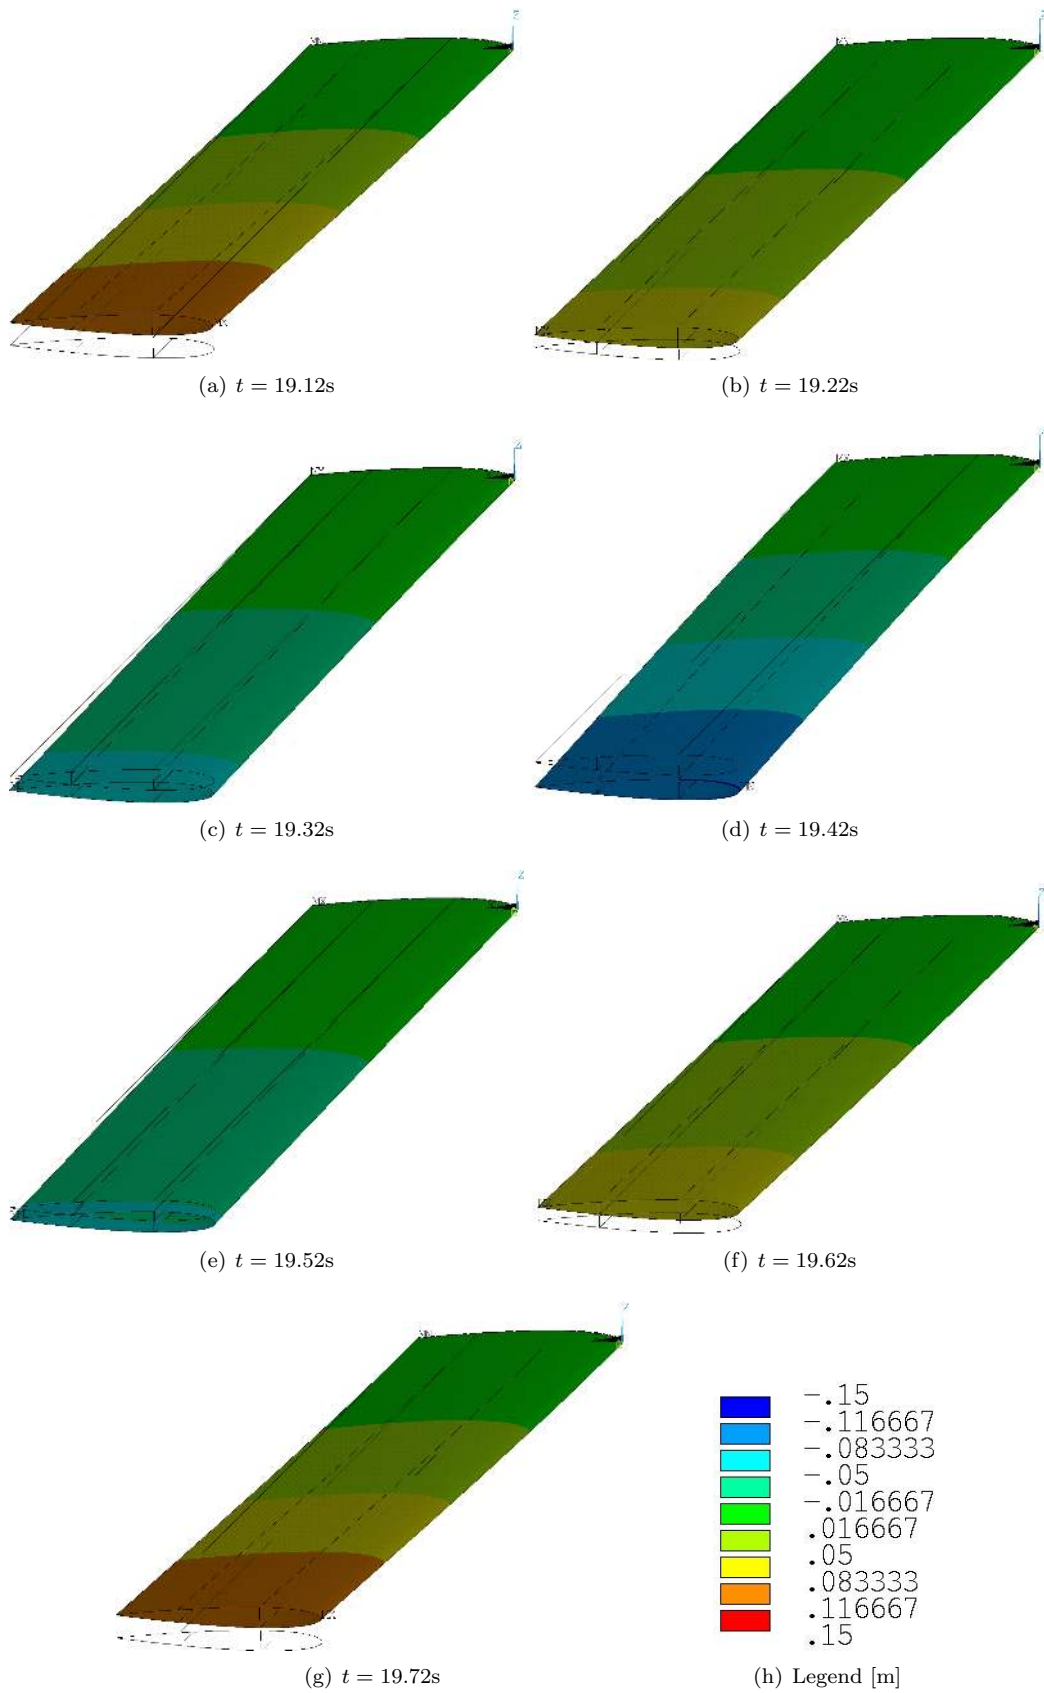 Z
Z
(a) t = 19.12s
(b) t = 19.22s
Z
Z
(c) t = 19.32s
(d) t = 19.42s
Z
Z
(e) t = 19.52s
(f) t = 19.62s
Z
-.15
-.116667
-.083333
-.05
-.016667
.016667
.05
.083333
.116667
.15
(g) t = 19.72s
(h) Legend [m]